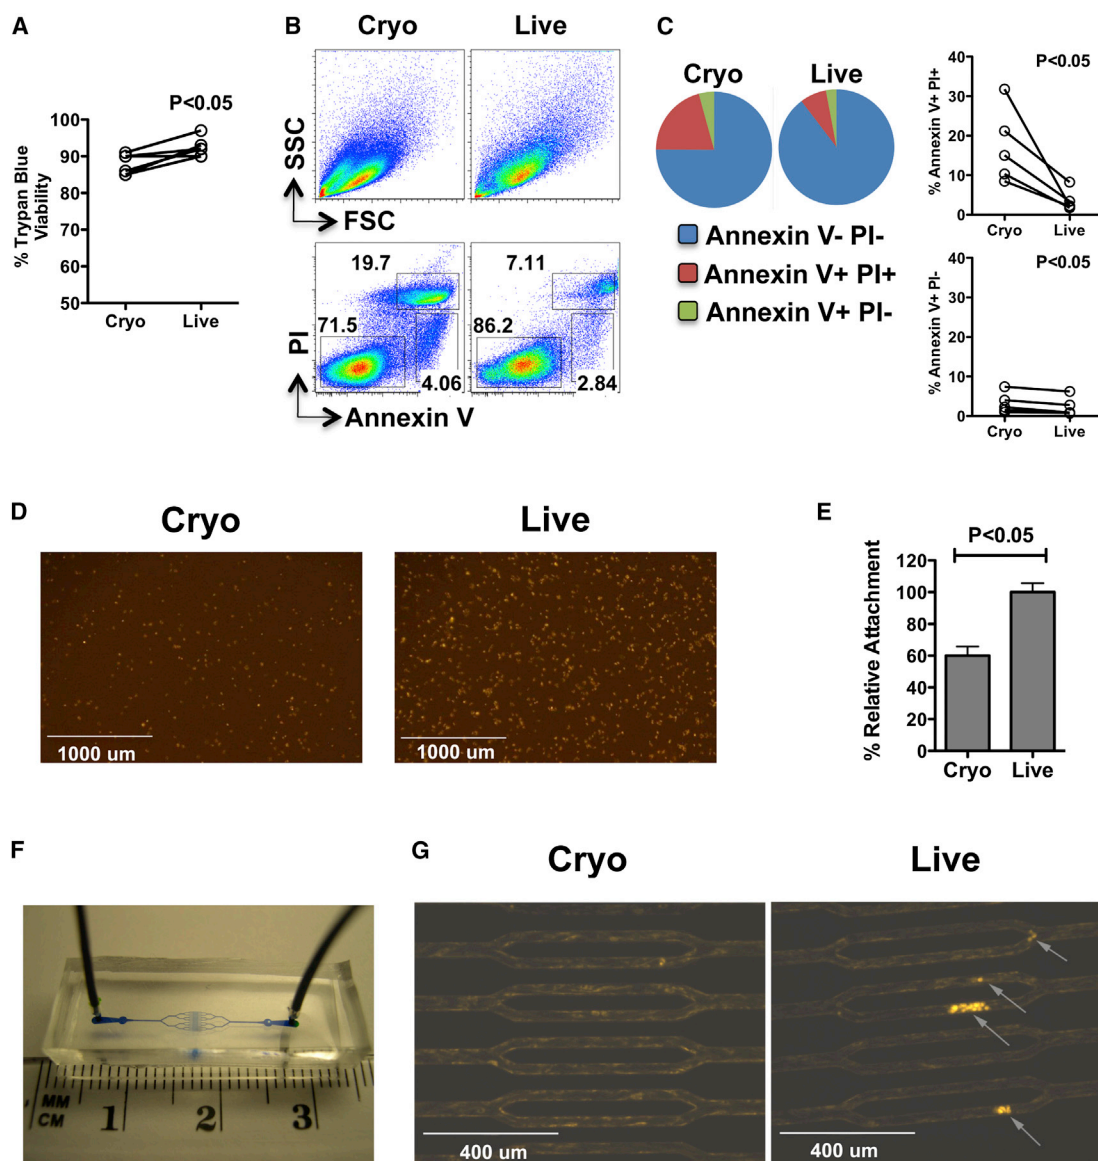 A
P<0.05
% Trypan Blue
Viability
100
90
80
70
60
50
Cryo
Live
B
Cryo
Live
SSC
FSC
19.7
71.5
4.06
7.11
86.2
2.84
PI
Annexin V
C
Cryo
Live
Annexin V- PI-
Annexin V+ PI+
Annexin V+ PI-
% Annexin V+ PI+
P<0.05
40
30
20
10
0
Cryo
Live
% Annexin V+ PI-
P<0.05
40
30
20
10
0
Cryo
Live
D
Cryo
Live
1000 um
1000 um
E
P<0.05
% Relative Attachment
120
100
80
60
40
20
0
Cryo
Live
F
MM
CM
1
2
3
G
Cryo
Live
400 um
400 um